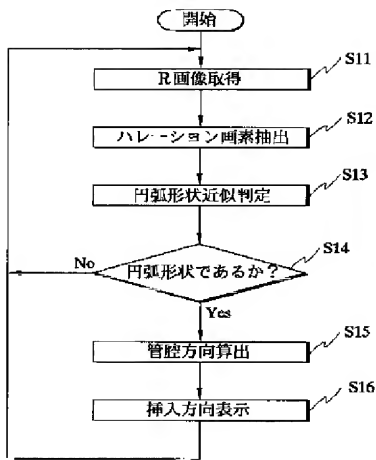 開始
R画像取得
S11
ハレーション画素抽出
S12
円弧形状近似判定
S13
円弧形状であるか?
S14
No
Yes
管腔方向算出
S15
挿入方向表示
S16